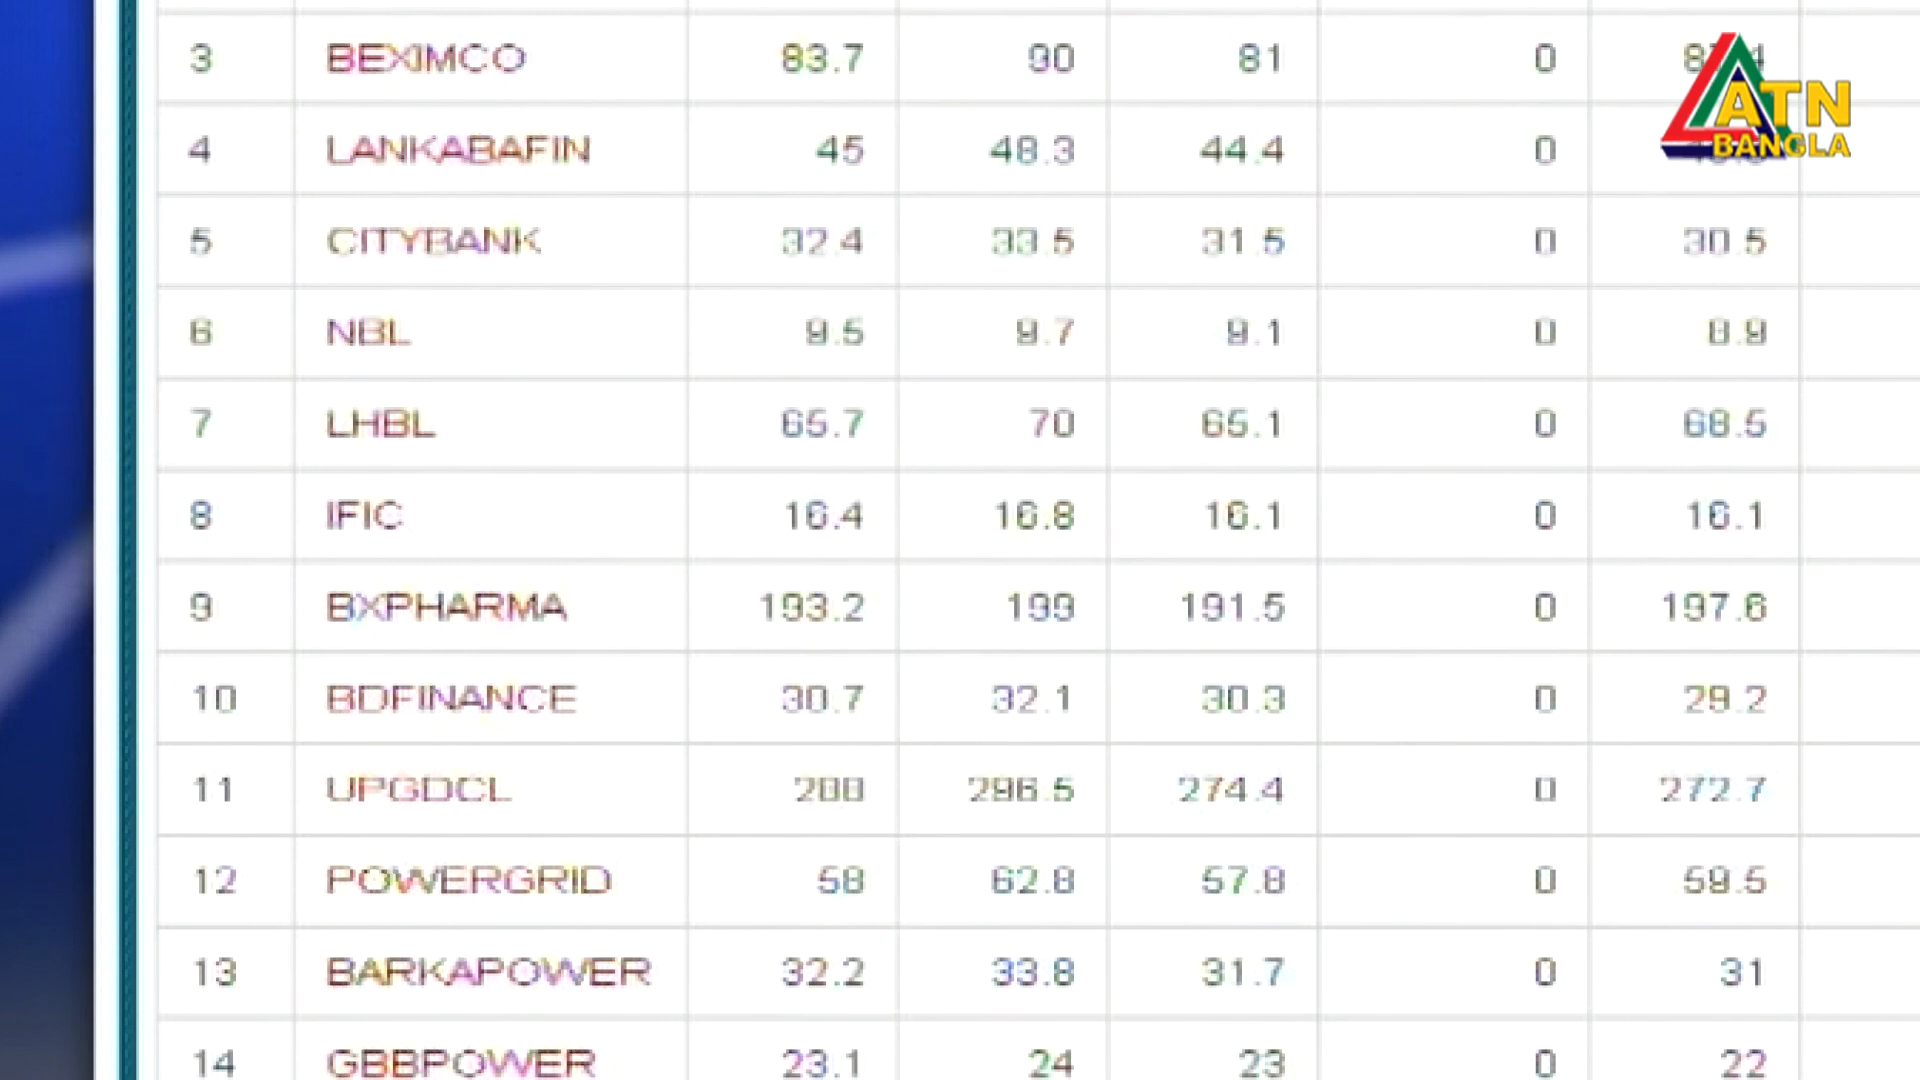 3 BEXIMCO 83.7 90 81 0
ATN
BANGLA
4 LANKABAFIN 45 48.3 44.4 0
5 CITYBANK 32.4 33.5 31.5 0 30.5
6 NBL 9.5 9.7 9.1 0 8.9
7 LHBL 65.7 70 65.1 0 68.5
8 IFIC 16.4 16.8 16.1 0 16.1
9 BXPHARMA 193.2 199 191.5 0 197.6
10 BDFINANCE 30.7 32.1 30.3 0 29.2
11 UPGDCL 288 296.5 274.4 0 272.7
12 POWERGRID 58 62.8 57.8 0 59.5
13 BARKAPOWER 32.2 33.8 31.7 0 31
14 GBBPOWER 23.1 24 23 0 22